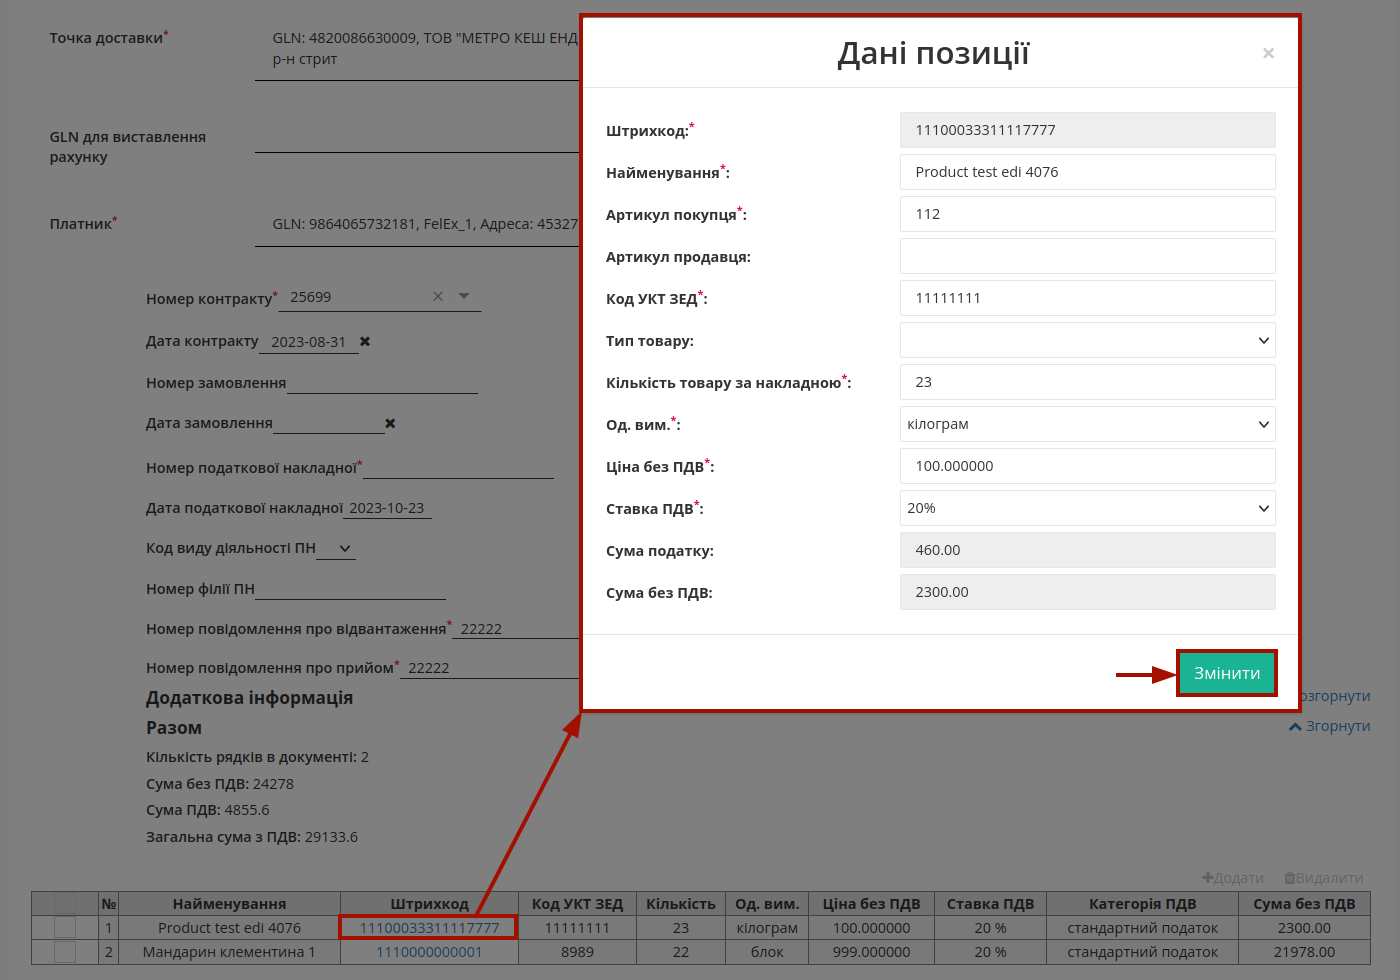 Точка доставки*
GLN: 4820086630009, ТОВ "МЕТРО КЕШ ЕНД
р-н стрит
GLN для виставлення
рахунку
Платник*
GLN: 9864065732181, FelEx_1, Адреса: 45327
Номер контракту* 25699
Дата контракту 2023-08-31
Номер замовлення
Дата замовлення
Номер податкової накладної*
Дата податкової накладної 2023-10-23
Код виду діяльності ПН
Номер філії ПН
Номер повідомлення про відвантаження* 22222
Номер повідомлення про прийом* 22222
Додаткова інформація
озгорнути
Разом
Згорнути
Кількість рядків в документі: 2
Сума без ПДВ: 24278
Сума ПДВ: 4855.6
Загальна сума з ПДВ: 29133.6
Дані позиції
×
Штрихкод:* 11100033311117777
Найменування*: Product test edi 4076
Артикул покупця*: 112
Артикул продавця:
Код УКТ ЗЕД*: 11111111
Тип товару:
Кількість товару за накладною*: 23
Од. вим.*: кілограм
Ціна без ПДВ*: 100.000000
Ставка ПДВ*: 20%
Сума податку: 460.00
Сума без ПДВ: 2300.00
Змінити
Додати Видалити
№ Найменування Штрихкод Код УКТ ЗЕД Кількість Од. вим. Ціна без ПДВ Ставка ПДВ Категорія ПДВ Сума без ПДВ
1 Product test edi 4076 11100033311117777 11111111 23 кілограм 100.000000 20 % стандартний податок 2300.00
2 Мандарин клементина 1 1110000000001 8989 22 блок 999.000000 20 % стандартний податок 21978.00